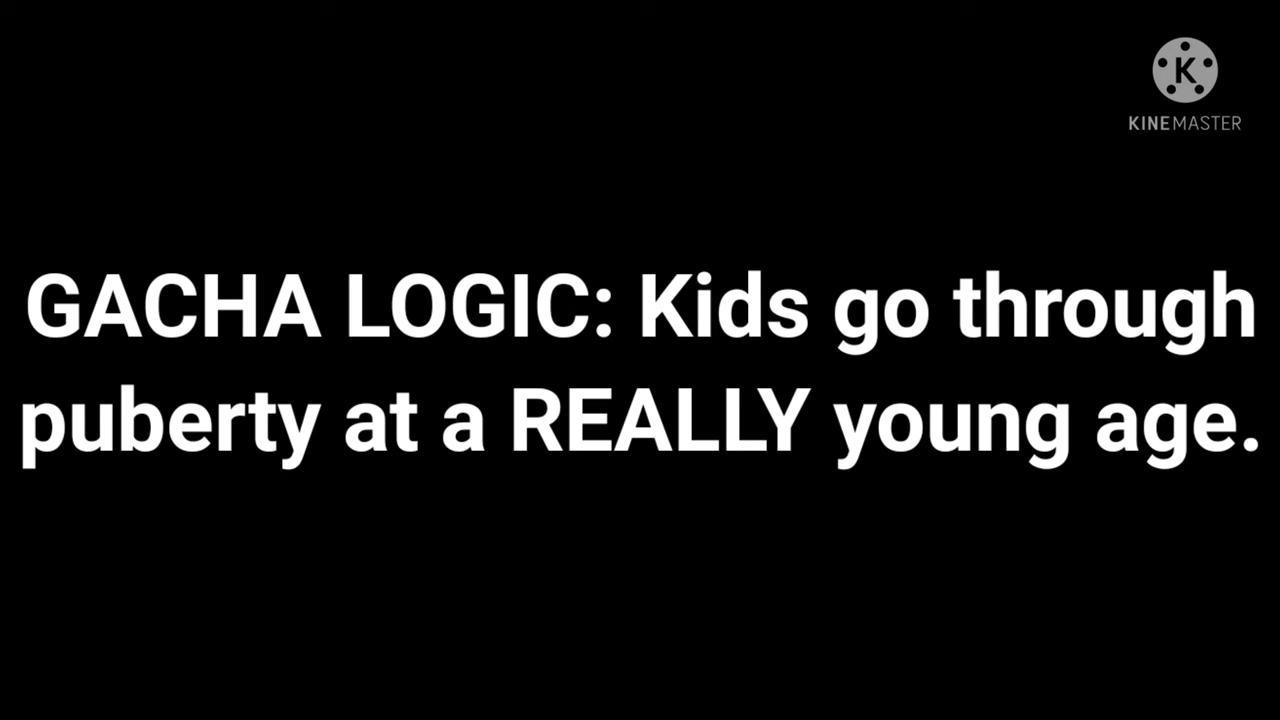 K
KINEMASTER
GACHA LOGIC: Kids go through
puberty at a REALLY young age.